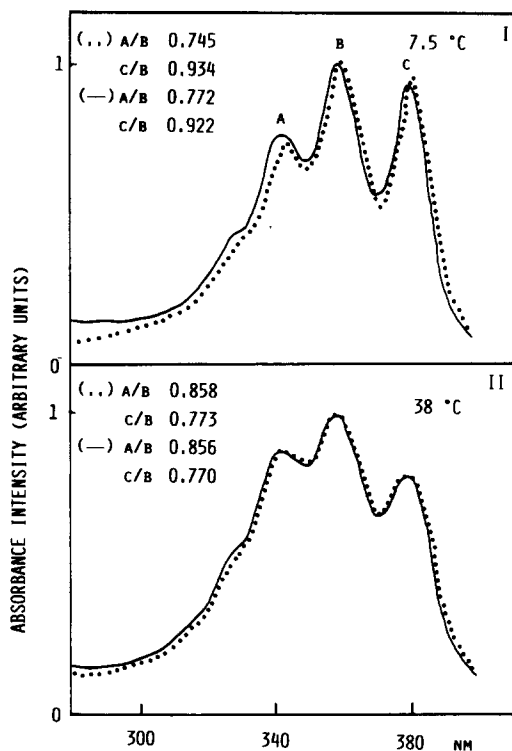 I
(..) A/B 0.745
C/B 0.934
(—) A/B 0.772
C/B 0.922
7.5 °C
A
B
C
1
0
II
(..) A/B 0.858
C/B 0.773
(—) A/B 0.856
C/B 0.770
38 °C
1
0
ABSORBANCE INTENSITY (ARBITRARY UNITS)
300 340 380 NM